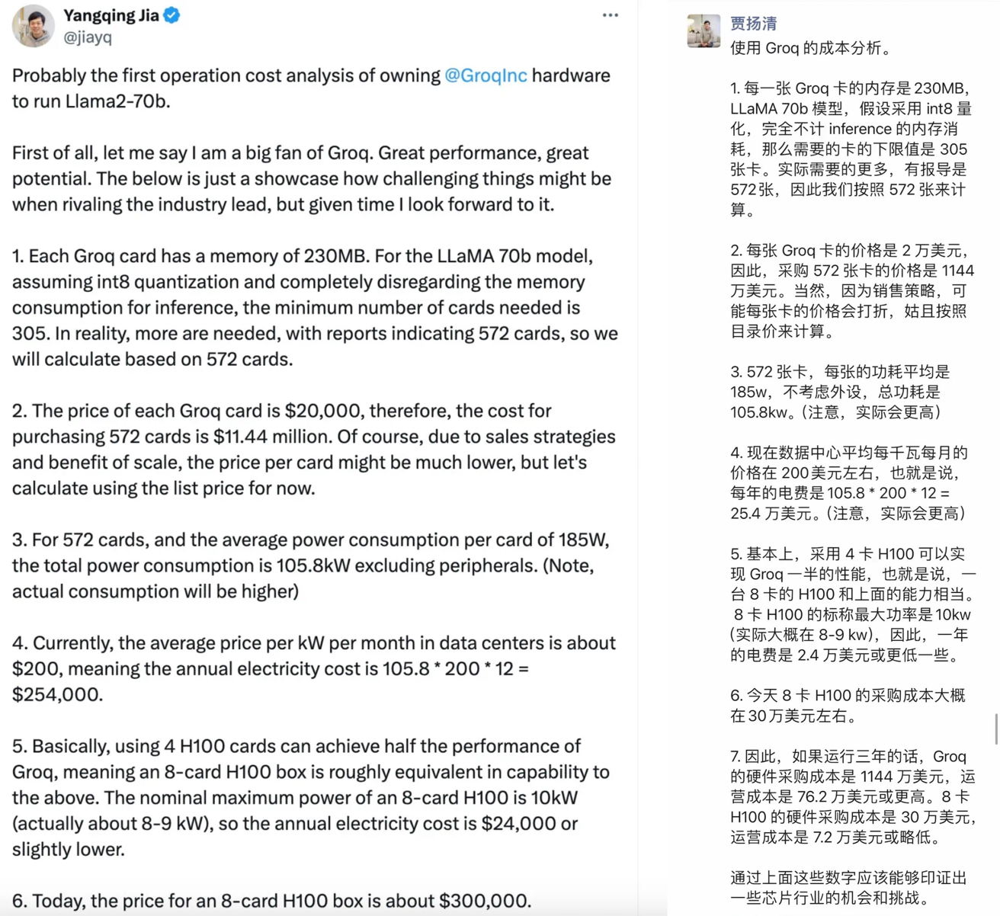 Yangqing Jia
@jiayq
Probably the first operation cost analysis of owning @GroqInc hardware
to run Llama2-70b.
First of all, let me say I am a big fan of Groq. Great performance, great
potential. The below is just a showcase how challenging things might be
when rivaling the industry lead, but given time I look forward to it.
1. Each Groq card has a memory of 230MB. For the LLaMA 70b model,
assuming int8 quantization and completely disregarding the memory
consumption for inference, the minimum number of cards needed is
305. In reality, more are needed, with reports indicating 572 cards, so we
will calculate based on 572 cards.
2. The price of each Groq card is $20,000, therefore, the cost for
purchasing 572 cards is $11.44 million. Of course, due to sales strategies
and benefit of scale, the price per card might be much lower, but let's
calculate using the list price for now.
3. For 572 cards, and the average power consumption per card of 185W,
the total power consumption is 105.8kW excluding peripherals. (Note,
actual consumption will be higher)
4. Currently, the average price per kW per month in data centers is about
$200, meaning the annual electricity cost is 105.8 * 200 * 12 =
$254,000.
5. Basically, using 4 H100 cards can achieve half the performance of
Groq, meaning an 8-card H100 box is roughly equivalent in capability to
the above. The nominal maximum power of an 8-card H100 is 10kW
(actually about 8-9 kW), so the annual electricity cost is $24,000 or
slightly lower.
6. Today, the price for an 8-card H100 box is about $300,000.
贾扬清
使用 Groq 的成本分析。
1. 每一张 Groq 卡的内存是 230MB，
LLaMA 70b 模型，假设采用 int8 量
化，完全不计 inference 的内存消
耗，那么需要的卡的下限值是 305
张卡。实际需要的更多，有报导是
572张，因此我们按照 572 张来计
算。
2. 每张 Groq 卡的价格是 2 万美元，
因此，采购 572 张卡的价格是 1144
万美元。当然，因为销售策略，可
能每张卡的价格会打折，姑且按照
目录价来计算。
3. 572 张卡，每张的功耗平均是
185w，不考虑外设，总功耗是
105.8kw。（注意，实际会更高）
4. 现在数据中心平均每千瓦每月的
价格在 200 美元左右，也就是说，
每年的电费是 105.8 * 200 * 12 =
25.4 万美元。（注意，实际会更高）
5. 基本上，采用 4 卡 H100 可以实
现 Groq 一半的性能，也就是说，一
台 8 卡的 H100 和上面的能力相当。
8 卡 H100 的标称最大功率是 10kw
（实际大概在 8-9 kw），因此，一年
的电费是 2.4 万美元或更低一些。
6. 今天 8 卡 H100 的采购成本大概
在 30 万美元左右。
7. 因此，如果运行三年的话，Groq
的硬件采购成本是 1144 万美元，运
营成本是 76.2 万美元或更高。8 卡
H100 的硬件采购成本是 30 万美元，
运营成本是 7.2 万美元或略低。
通过上面这些数字应该能够印证出
一些芯片行业的机会和挑战。